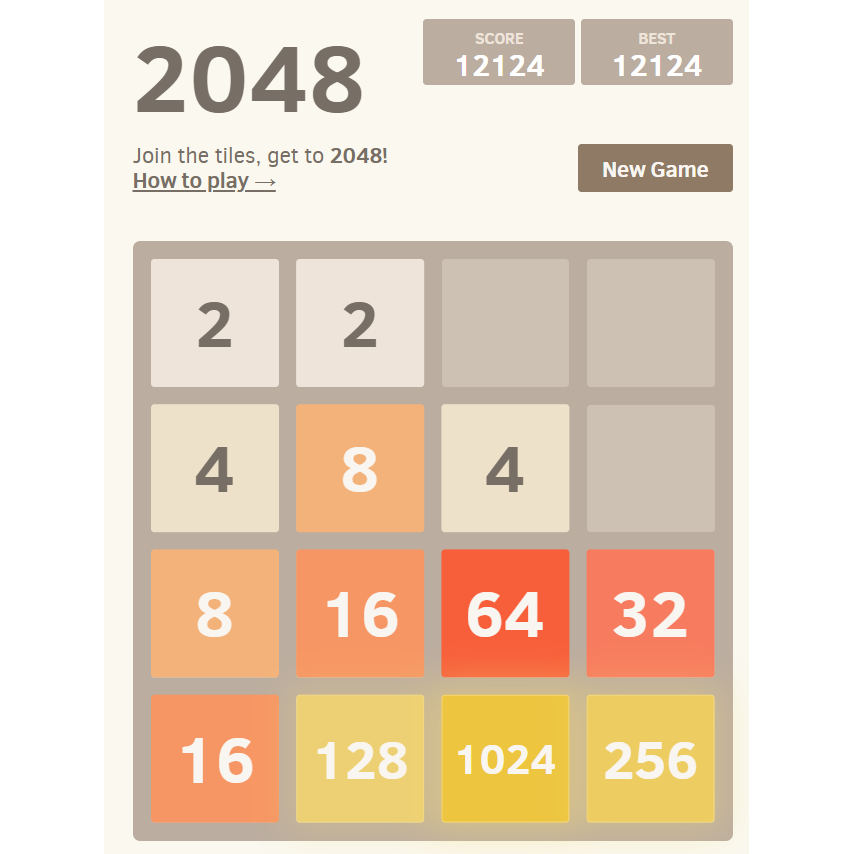 2048
SCORE
12124
BEST
12124
Join the tiles, get to 2048!
How to play →
New Game
2 2
4 8 4
8 16 64 32
16 128 1024 256